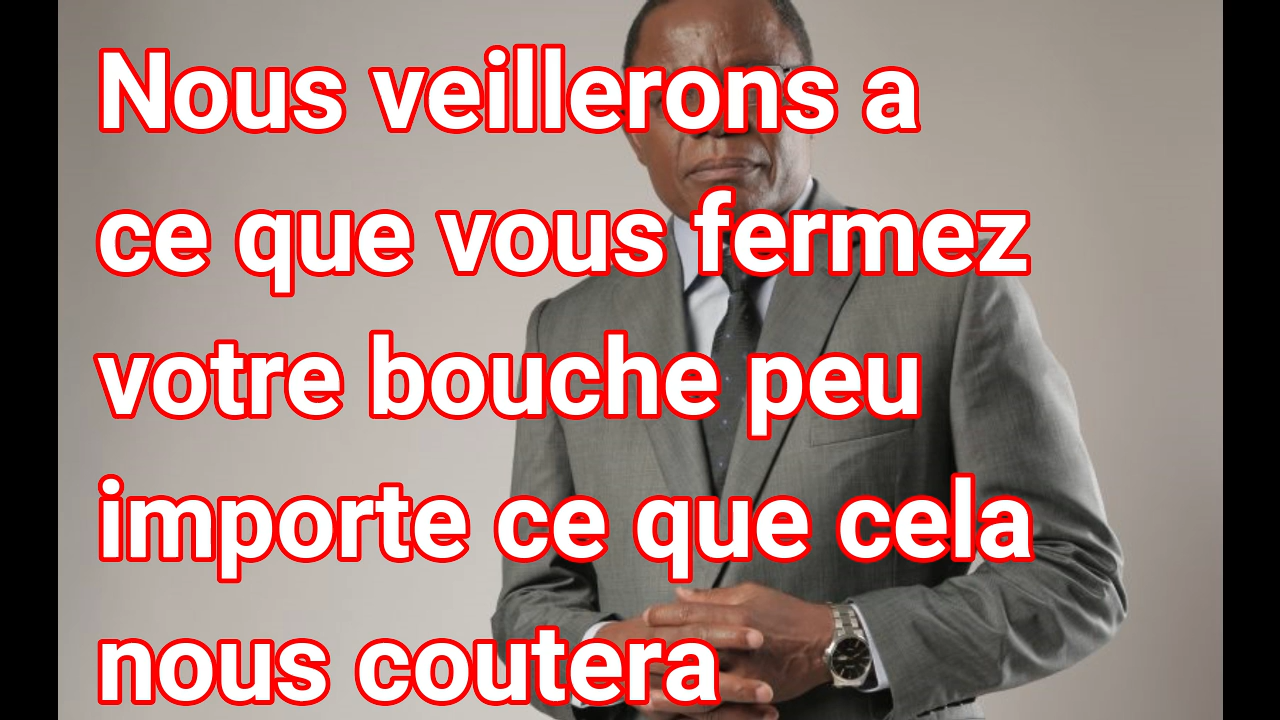 Nous veillerons a
ce que vous fermez
votre bouche peu
importe ce que cela
nous coutera